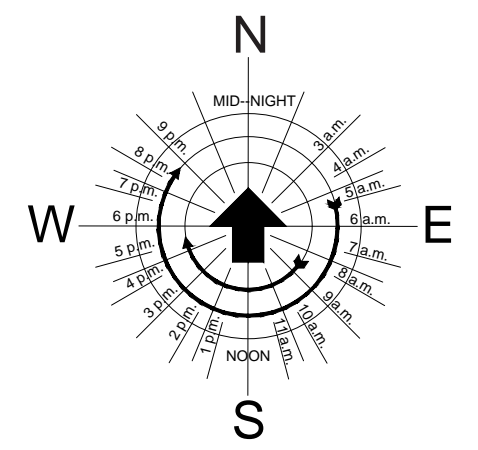 N
MID--NIGHT
3 a.m.
4 a.m.
5 a.m.
6 a.m.
E
7 a.m.
8 a.m.
9 a.m.
10 a.m.
11 a.m.
NOON
S
1 p.m.
2 p.m.
3 p.m.
4 p.m.
5 p.m.
6 p.m.
W
7 p.m.
8 p.m.
9 p.m.